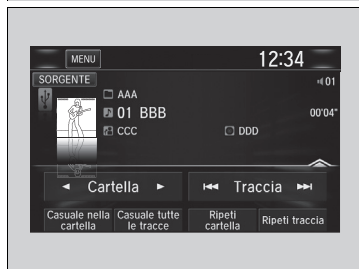 MENU 12:34
SORGENTE 01
AAA
01 BBB 00'04"
CCC DDD
Cartella Traccia
Casuale nella cartella Casuale tutte le tracce Ripeti cartella Ripeti traccia